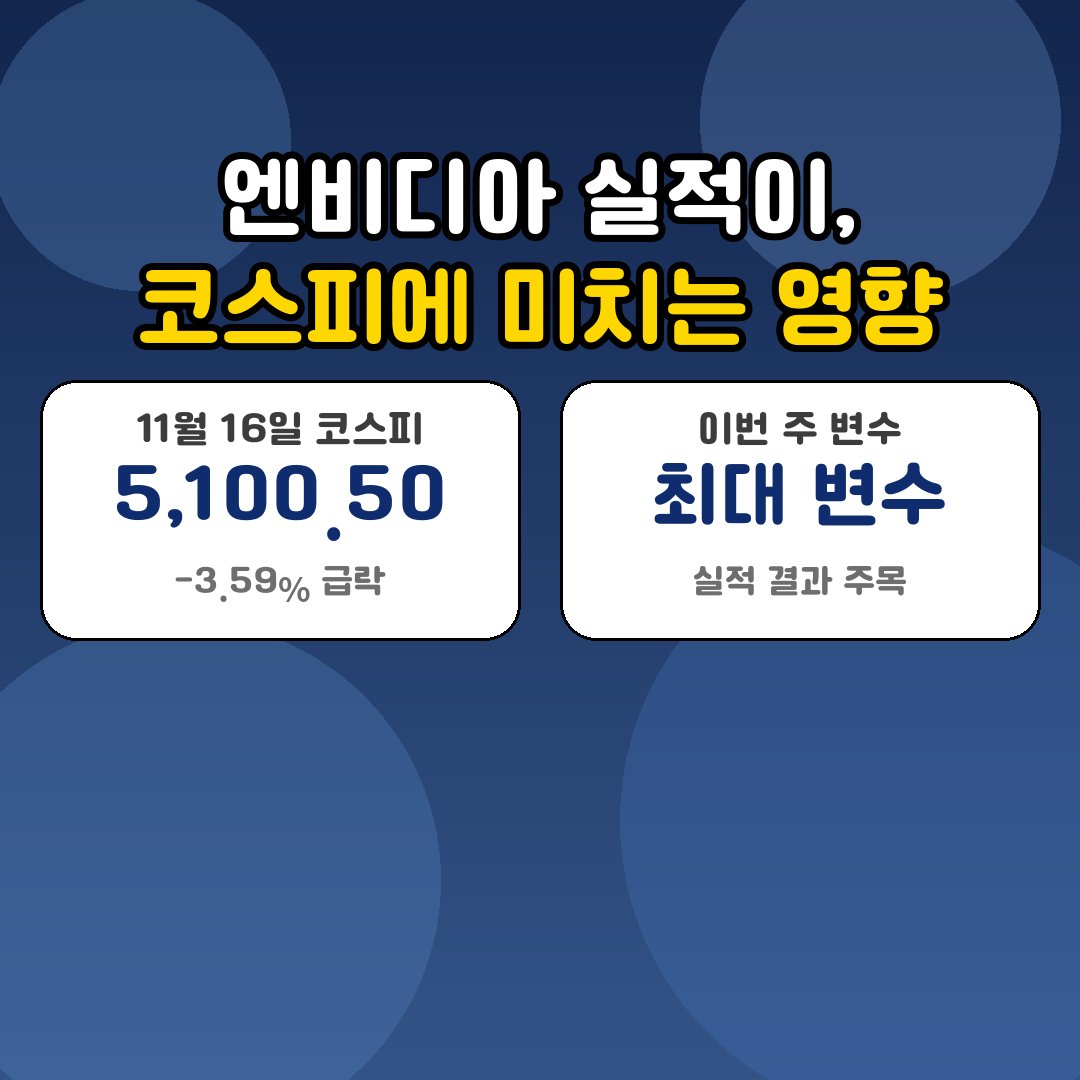 엔비디아 실적이,
코스피에 미치는 영향
11월 16일 코스피
5,100.50
-3.59% 급락
이번 주 변수
최대 변수
실적 결과 주목